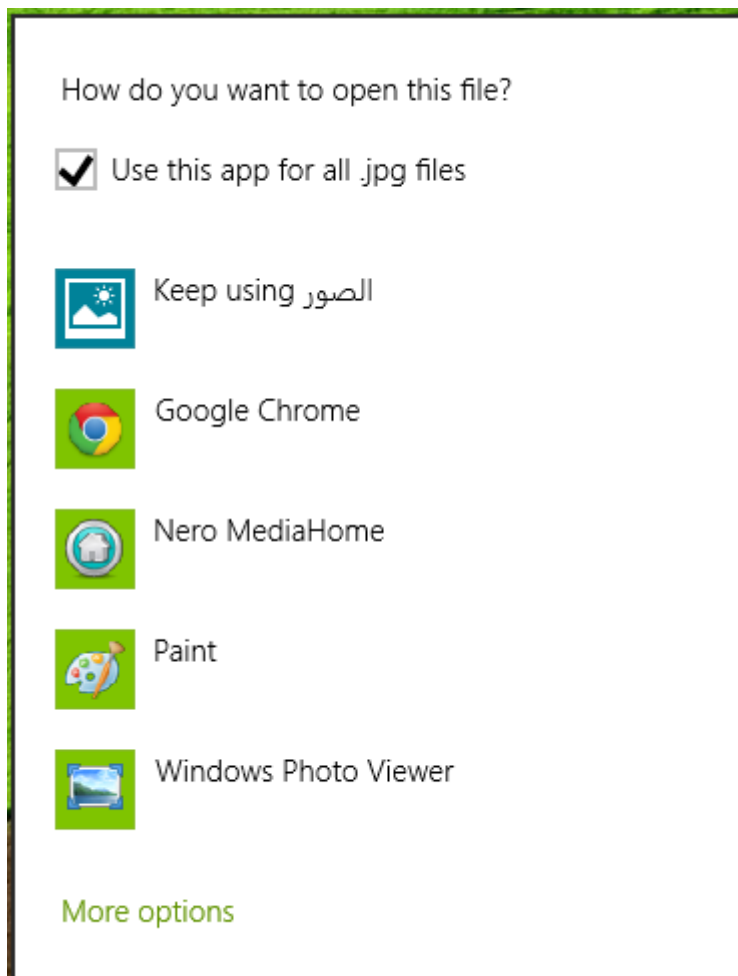 How do you want to open this file?
Use this app for all .jpg files
Keep using الصور
Google Chrome
Nero MediaHome
Paint
Windows Photo Viewer
More options